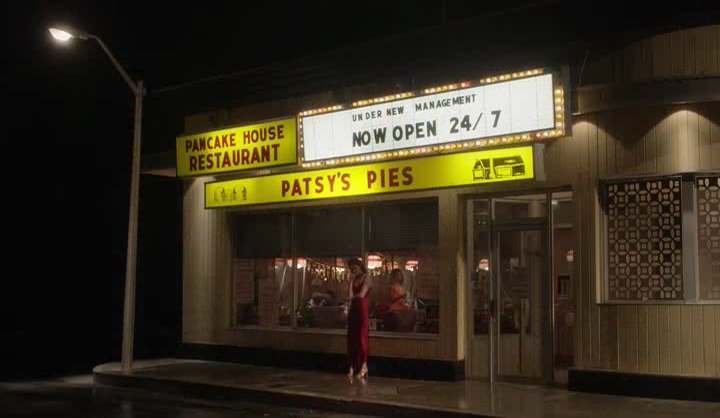 PANCAKE HOUSE
RESTAURANT
UNDER NEW MANAGEMENT
NOW OPEN 24/7
PATSY'S PIES